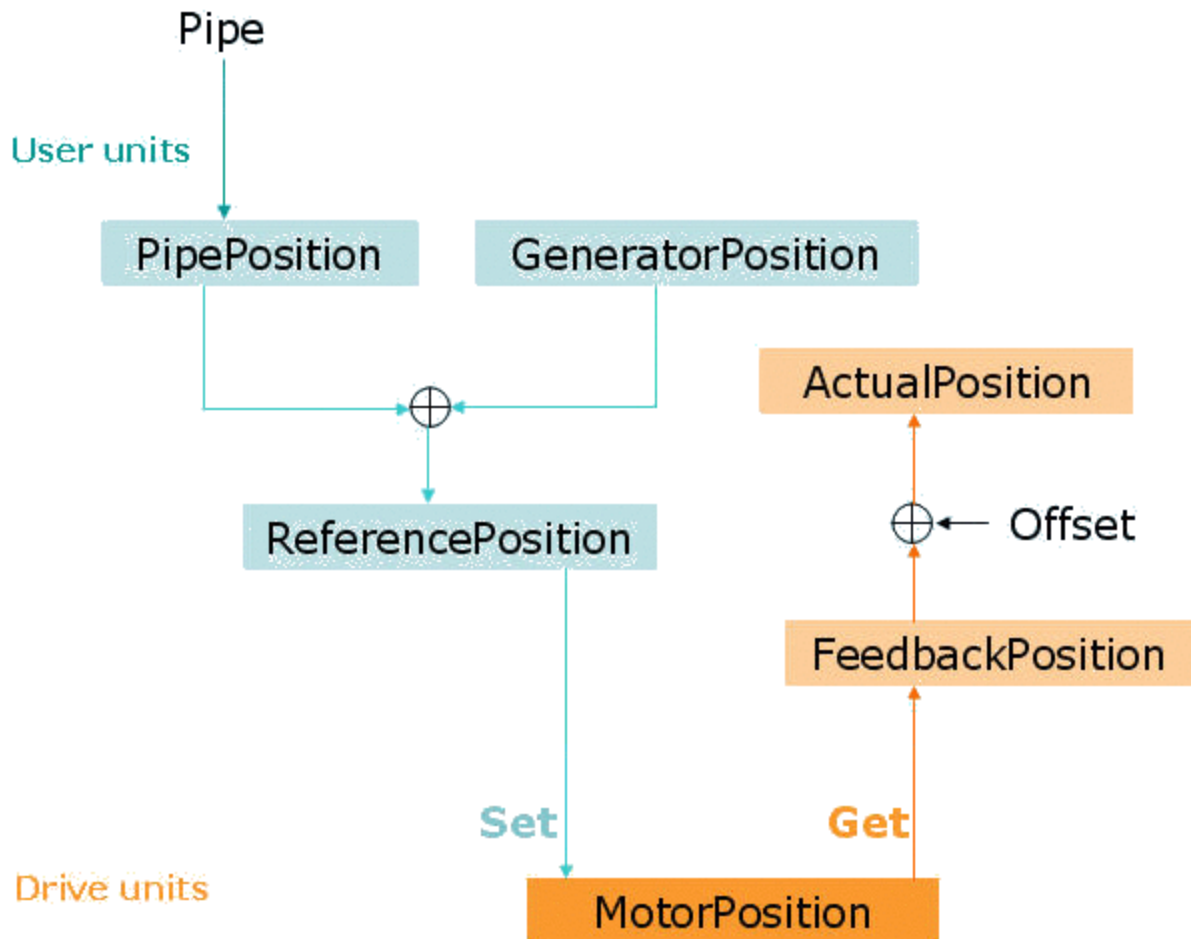 Pipe
User units
PipePosition
GeneratorPosition
ActualPosition
Offset
ReferencePosition
FeedbackPosition
Set
Get
Drive units
MotorPosition